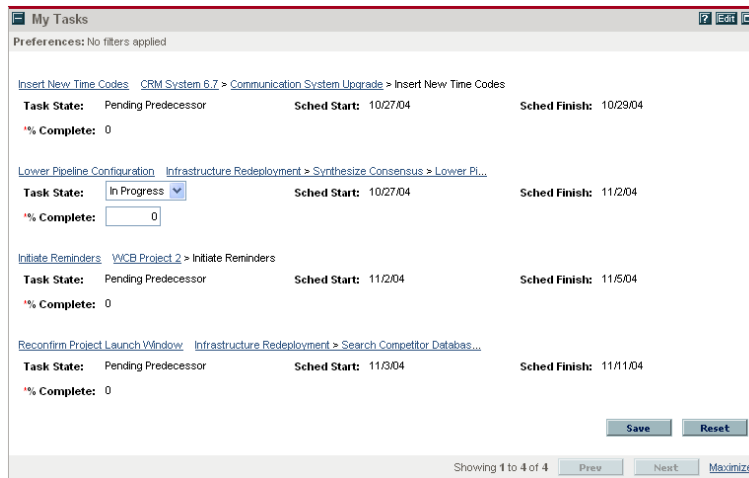 My Tasks ? Edit
Preferences: No filters applied
Insert New Time Codes CRM System 6.7 > Communication System Upgrade > Insert New Time Codes
Task State: Pending Predecessor Sched Start: 10/27/04 Sched Finish: 10/29/04
*% Complete: 0
Lower Pipeline Configuration Infrastructure Redeployment > Synthesize Consensus > Lower Pi...
Task State: In Progress Sched Start: 10/27/04 Sched Finish: 11/2/04
*% Complete: 0
Initiate Reminders WCB Project 2 > Initiate Reminders
Task State: Pending Predecessor Sched Start: 11/2/04 Sched Finish: 11/5/04
*% Complete: 0
Reconfirm Project Launch Window Infrastructure Redeployment > Search Competitor Databas...
Task State: Pending Predecessor Sched Start: 11/3/04 Sched Finish: 11/11/04
*% Complete: 0
Save Reset
Showing 1 to 4 of 4 Prev Next Maximize